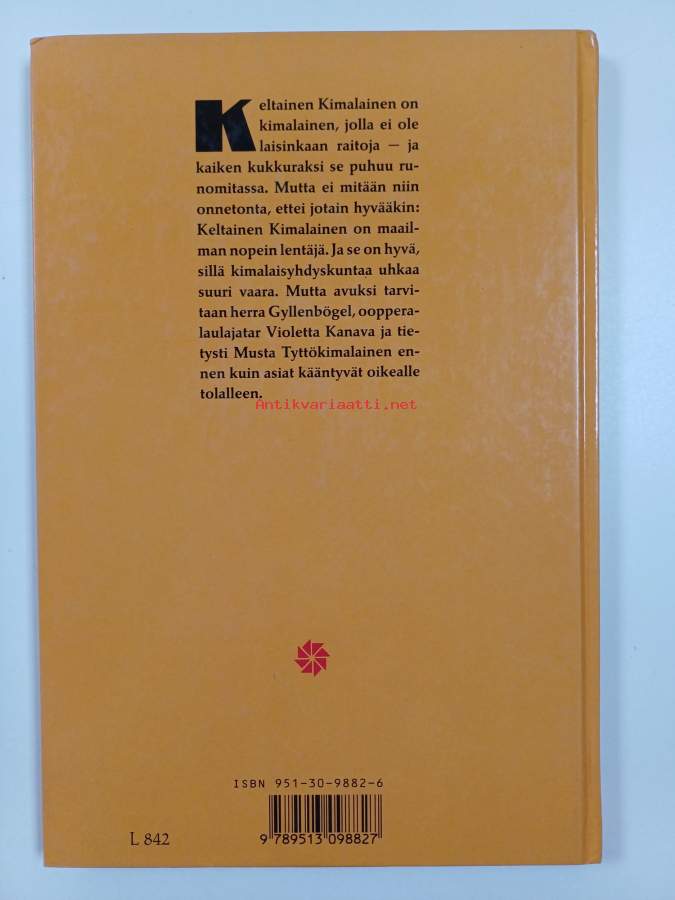 Keltainen Kimalainen on
kimalainen, jolla ei ole
laisinkaan raitoja — ja
kaiken kukkuraksi se puhuu ru-
nomitassa. Mutta ei mitään niin
onnetonta, ettei jotain hyvääkin:
Keltainen Kimalainen on maail-
man nopein lentäjä. Ja se on hyvä,
sillä kimalaisyhdyskuntaa uhkaa
suuri vaara. Mutta avuksi tarvi-
taan herra Gyllenbögel, ooppera-
laulajatar Violetta Kanava ja tie-
tysti Musta Tyttökimalainen en-
nen kuin asiat kääntyvät oikealle
tolalleen.
Antikvariaatti.net
ISBN 951-30-9882-6
9 789513 098827
L 842